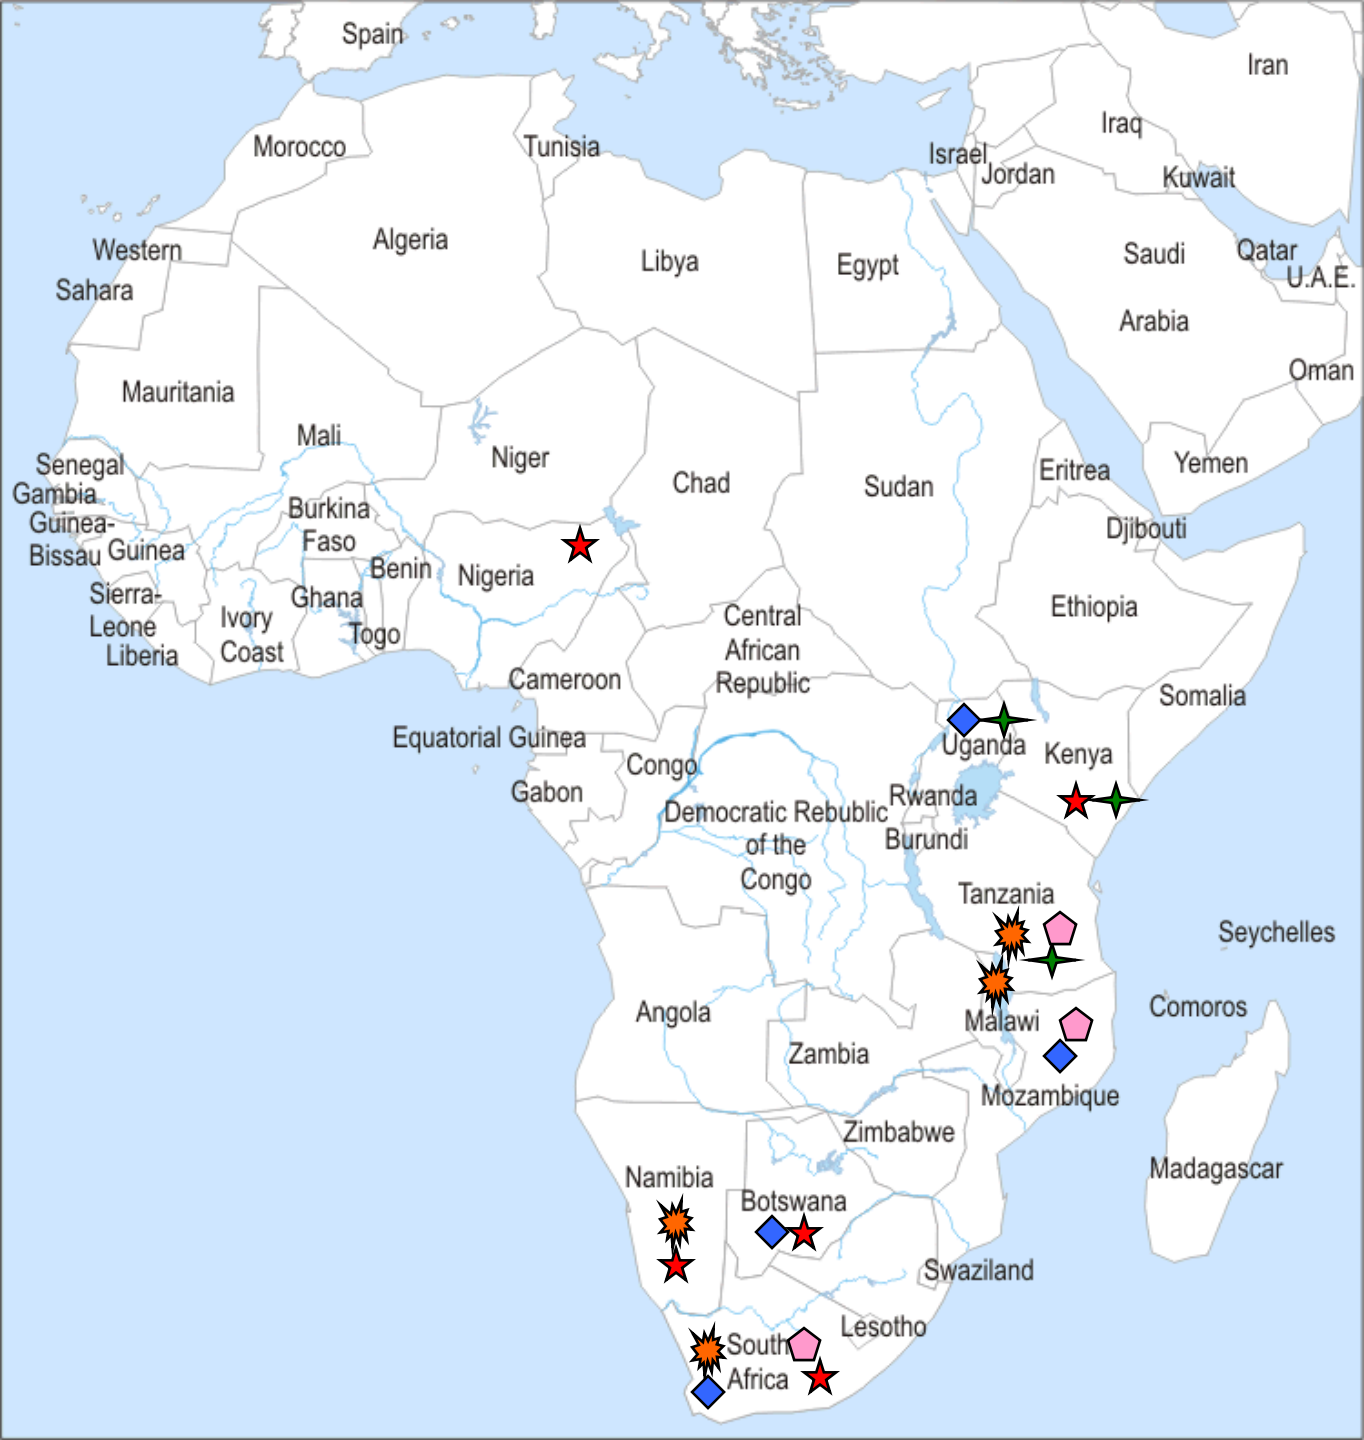 Spain
Iran
Iraq
Morocco
Tunisia
Israel
Jordan
Kuwait
Algeria
Western
Sahara
Libya
Egypt
Saudi
Arabia
Qatar
U.A.E.
Oman
Mauritania
Mali
Niger
Chad
Sudan
Eritrea
Yemen
Senegal
Gambia
Guinea-
Bissau
Guinea
Burkina
Faso
Djibouti
Benin
Nigeria
Sierra-
Leone
Ghana
Ivory
Coast
Togo
Liberia
Ethiopia
Central
African
Republic
Cameroon
Somalia
Equatorial Guinea
Uganda
Kenya
Congo
Gabon
Rwanda
Democratic Rebublic
of the
Congo
Burundi
Tanzania
Seychelles
Angola
Malawi
Comoros
Zambia
Mozambique
Zimbabwe
Madagascar
Namibia
Botswana
Swaziland
Lesotho
South
Africa